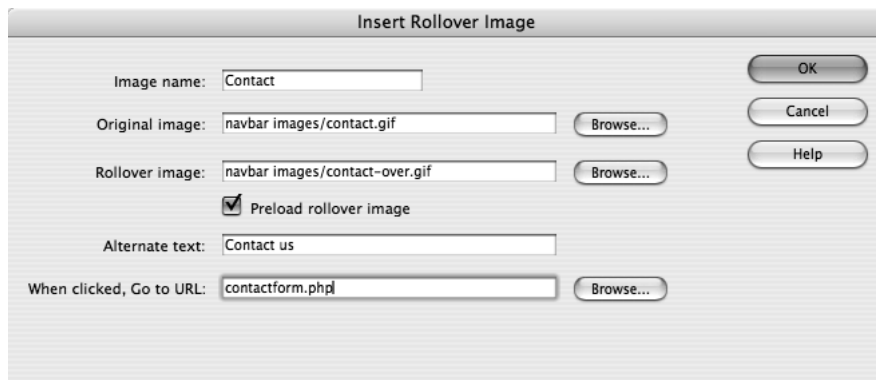 Insert Rollover Image
Image name: Contact
OK
Original image: navbar images/contact.gif Browse...
Cancel
Rollover image: navbar images/contact-over.gif Browse...
Help
Preload rollover image
Alternate text: Contact us
When clicked, Go to URL: contactform.php Browse...